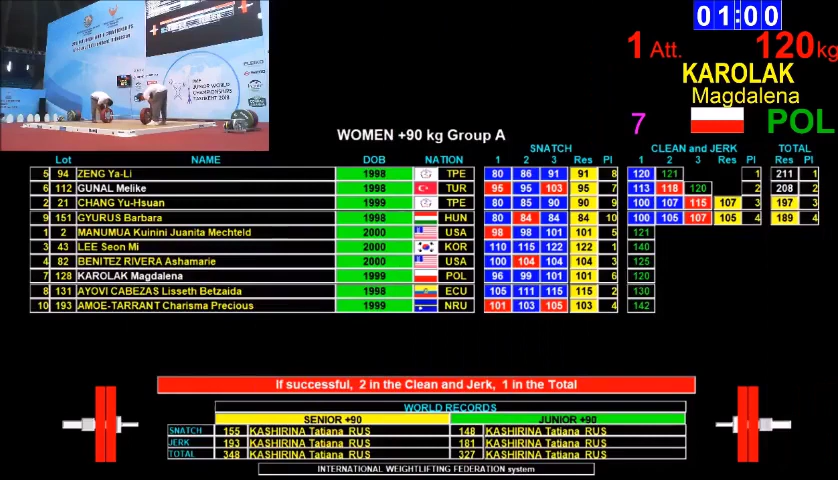 IWF
JUNIOR WORLD
CHAMPIONSHIPS
TASHKENT 2018
01:00
1 Att. 120kg
KAROLAK
Magdalena
7 POL
WOMEN +90 kg Group A
SNATCH CLEAN and JERK TOTAL
Lot NAME DOB NATION 1 2 3 Res Pl 1 2 3 Res Pl Res Pl
5 94 ZENG Ya-Li 1998 TPE 80 86 91 91 8 120 121 1 211 1
6 112 GUNAL Melike 1998 TUR 95 95 103 95 7 113 118 120 2 208 2
2 21 CHANG Yu-Hsuan 1999 TPE 80 85 90 90 9 100 107 115 107 3 197 3
9 151 GYURUS Barbara 1998 HUN 80 84 84 84 10 100 105 107 105 4 189 4
1 2 MANUMUA Kuinini Juanita Mechteld 2000 USA 98 98 101 101 5 121
3 43 LEE Seon Mi 2000 KOR 110 115 122 122 1 140
4 82 BENITEZ RIVERA Ashamarie 2000 USA 100 104 104 104 3 125
7 128 KAROLAK Magdalena 1999 POL 96 99 101 101 6 120
8 131 AYOVI CABEZAS Lisseth Betzaida 1998 ECU 105 111 115 115 2 130
10 193 AMOE-TARRANT Charisma Precious 1999 NRU 101 103 105 103 4 142
If successful, 2 in the Clean and Jerk, 1 in the Total
WORLD RECORDS
SENIOR +90 JUNIOR +90
SNATCH 155 KASHIRINA Tatiana RUS 148 KASHIRINA Tatiana RUS
JERK 193 KASHIRINA Tatiana RUS 181 KASHIRINA Tatiana RUS
TOTAL 348 KASHIRINA Tatiana RUS 327 KASHIRINA Tatiana RUS
INTERNATIONAL WEIGHTLIFTING FEDERATION system